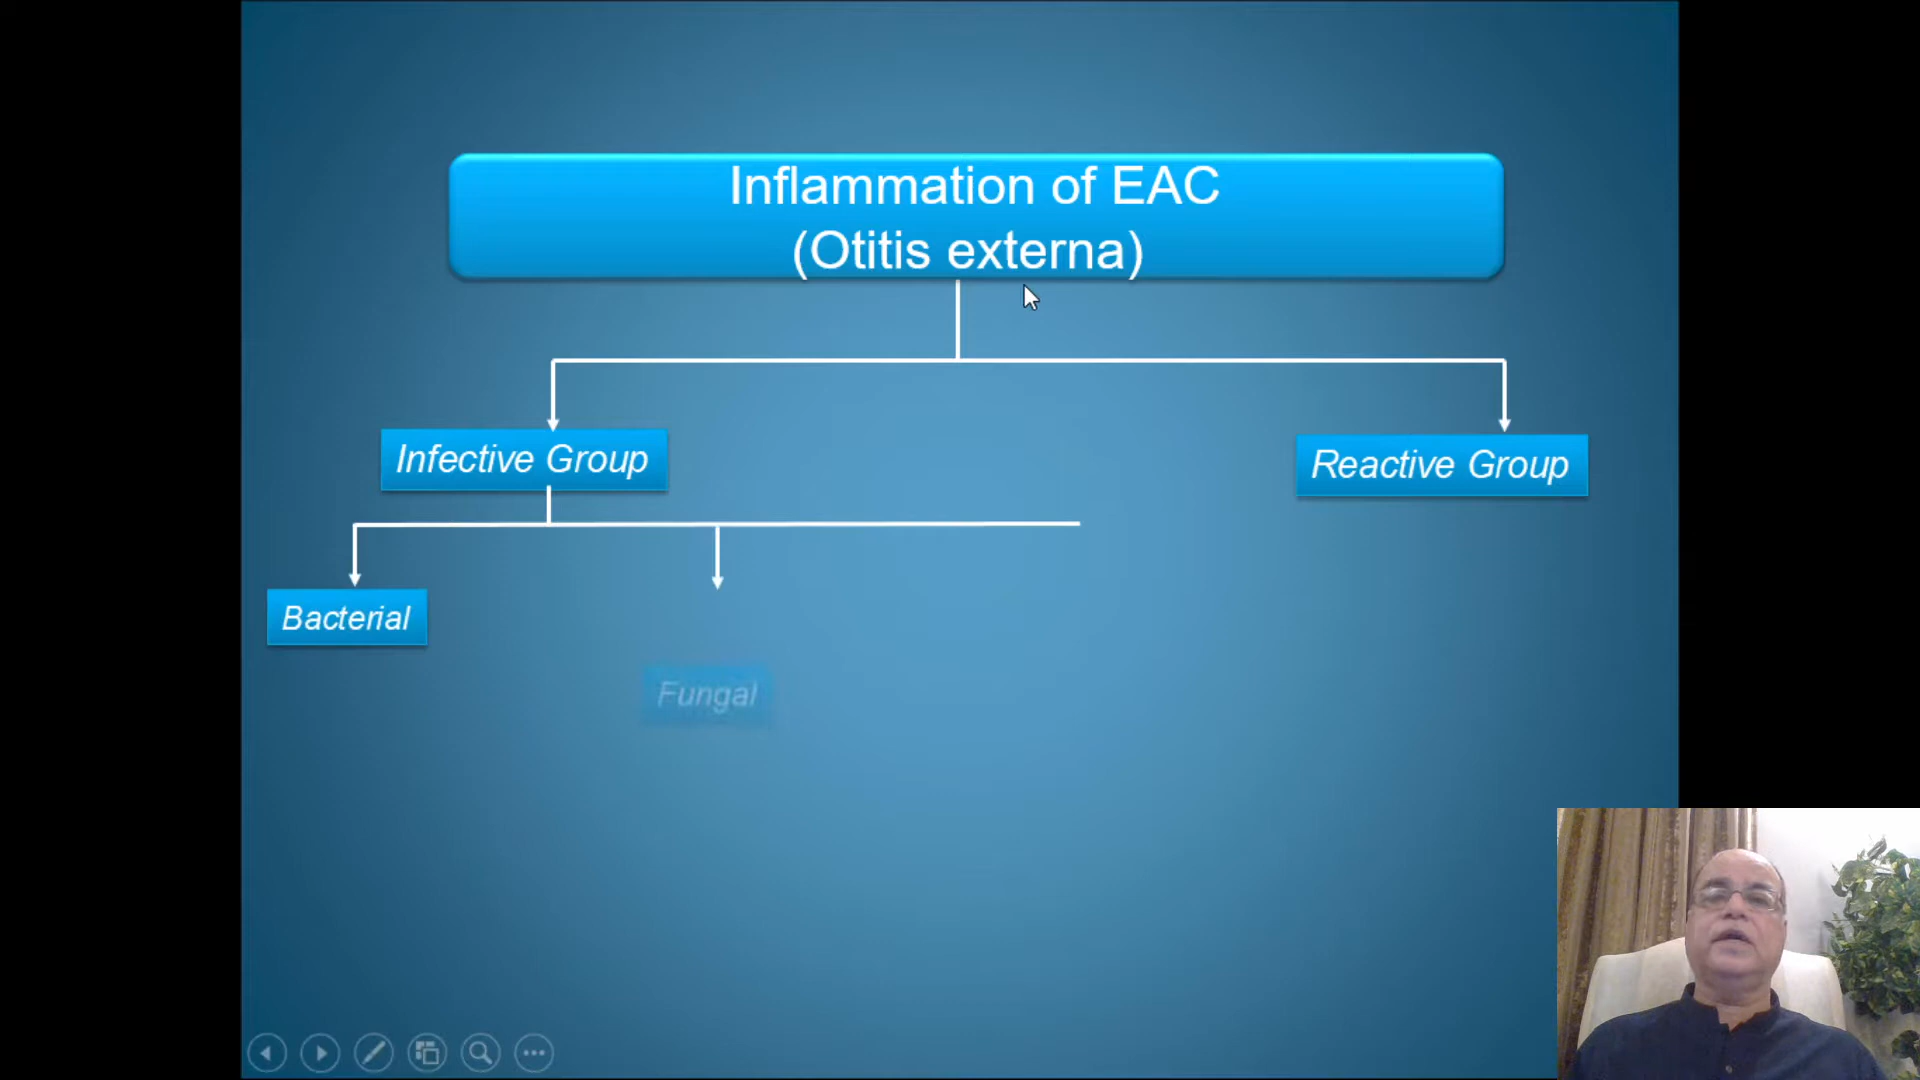 Inflammation of EAC
(Otitis externa)
Infective Group
Reactive Group
Bacterial
Fungal